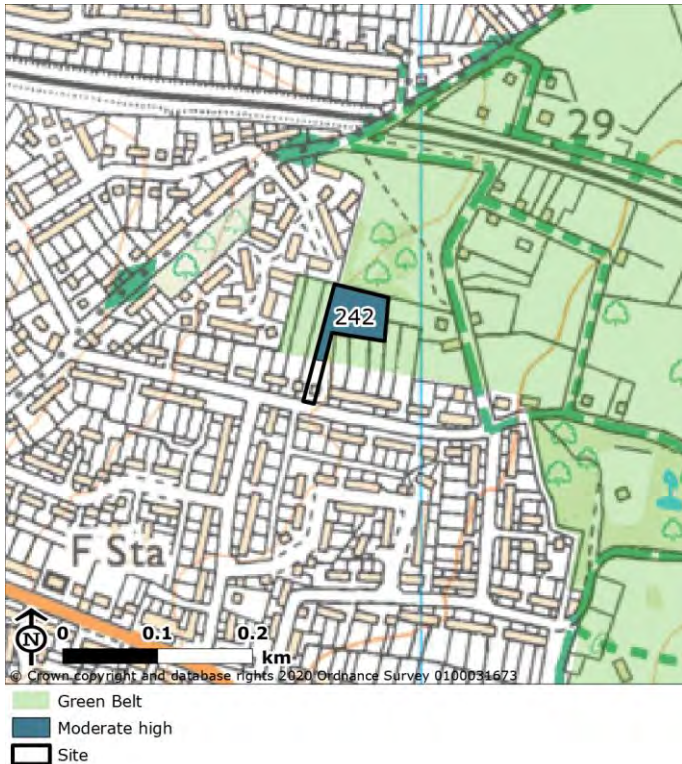 29
242
F Sta
N
0 0.1 0.2
km
© Crown copyright and database rights 2020 Ordnance Survey 0100031673
Green Belt
Moderate high
Site